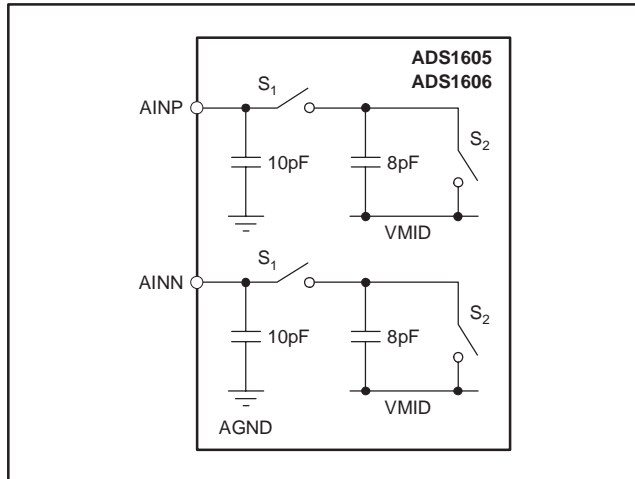 ADS1605
ADS1606
S1
AINP
S2
10pF
8pF
VMID
S1
AINN
S2
10pF
8pF
VMID
AGND